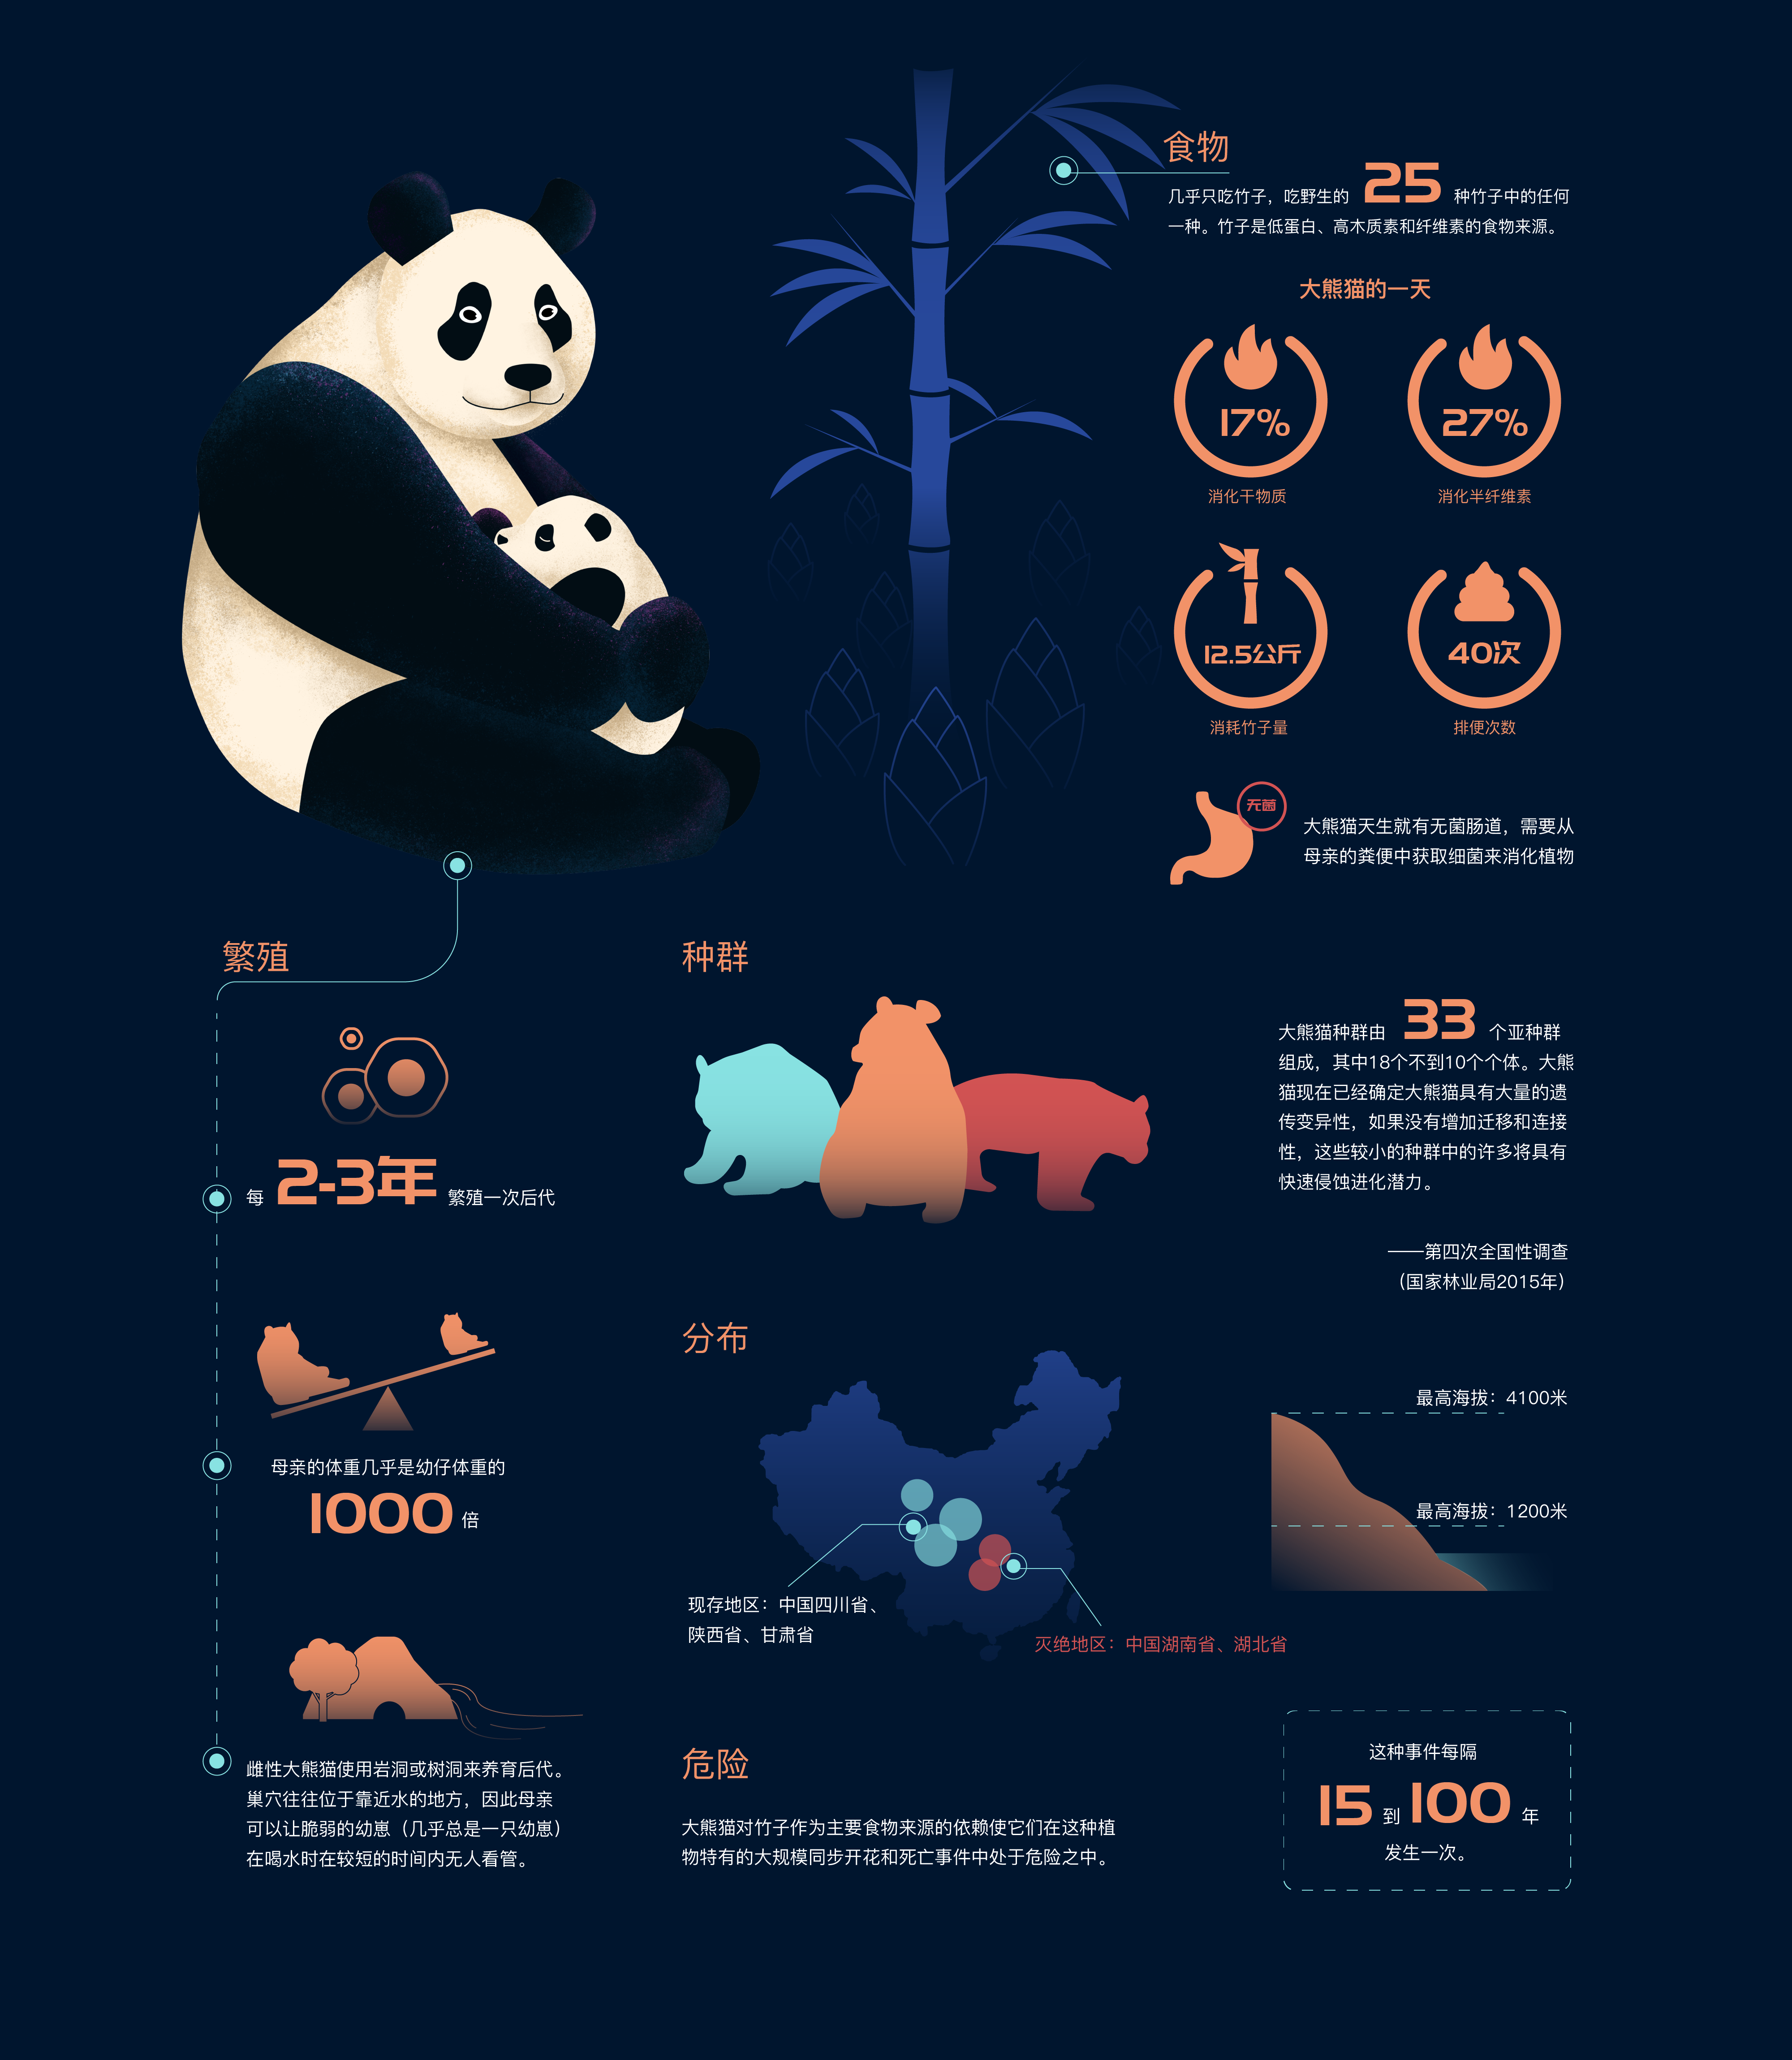 食物
几乎只吃竹子，吃野生的 25 种竹子中的任何
一种。竹子是低蛋白、高木质素和纤维素的食物来源。
大熊猫的一天
17%
消化干物质
27%
消化半纤维素
12.5公斤
消耗竹子量
40次
排便次数
无菌
大熊猫天生就有无菌肠道，需要从
母亲的粪便中获取细菌来消化植物
繁殖
每 2-3年 繁殖一次后代
母亲的体重几乎是幼仔体重的
1000 倍
雌性大熊猫使用岩洞或树洞来养育后代。
巢穴往往位于靠近水的地方，因此母亲
可以让脆弱的幼崽（几乎总是一只幼崽）
在喝水时在较短的时间内无人看管。
种群
大熊猫种群由 33 个亚种群
组成，其中18个不到10个个体。大熊
猫现在已经确定大熊猫具有大量的遗
传变异性，如果没有增加迁移和连接
性，这些较小的种群中的许多将具有
快速侵蚀进化潜力。
——第四次全国性调查
（国家林业局2015年）
分布
现存地区：中国四川省、
陕西省、甘肃省
灭绝地区：中国湖南省、湖北省
最高海拔：4100米
最高海拔：1200米
危险
大熊猫对竹子作为主要食物来源的依赖使它们在这种植
物特有的大规模同步开花和死亡事件中处于危险之中。
这种事件每隔
15 到 100 年
发生一次。